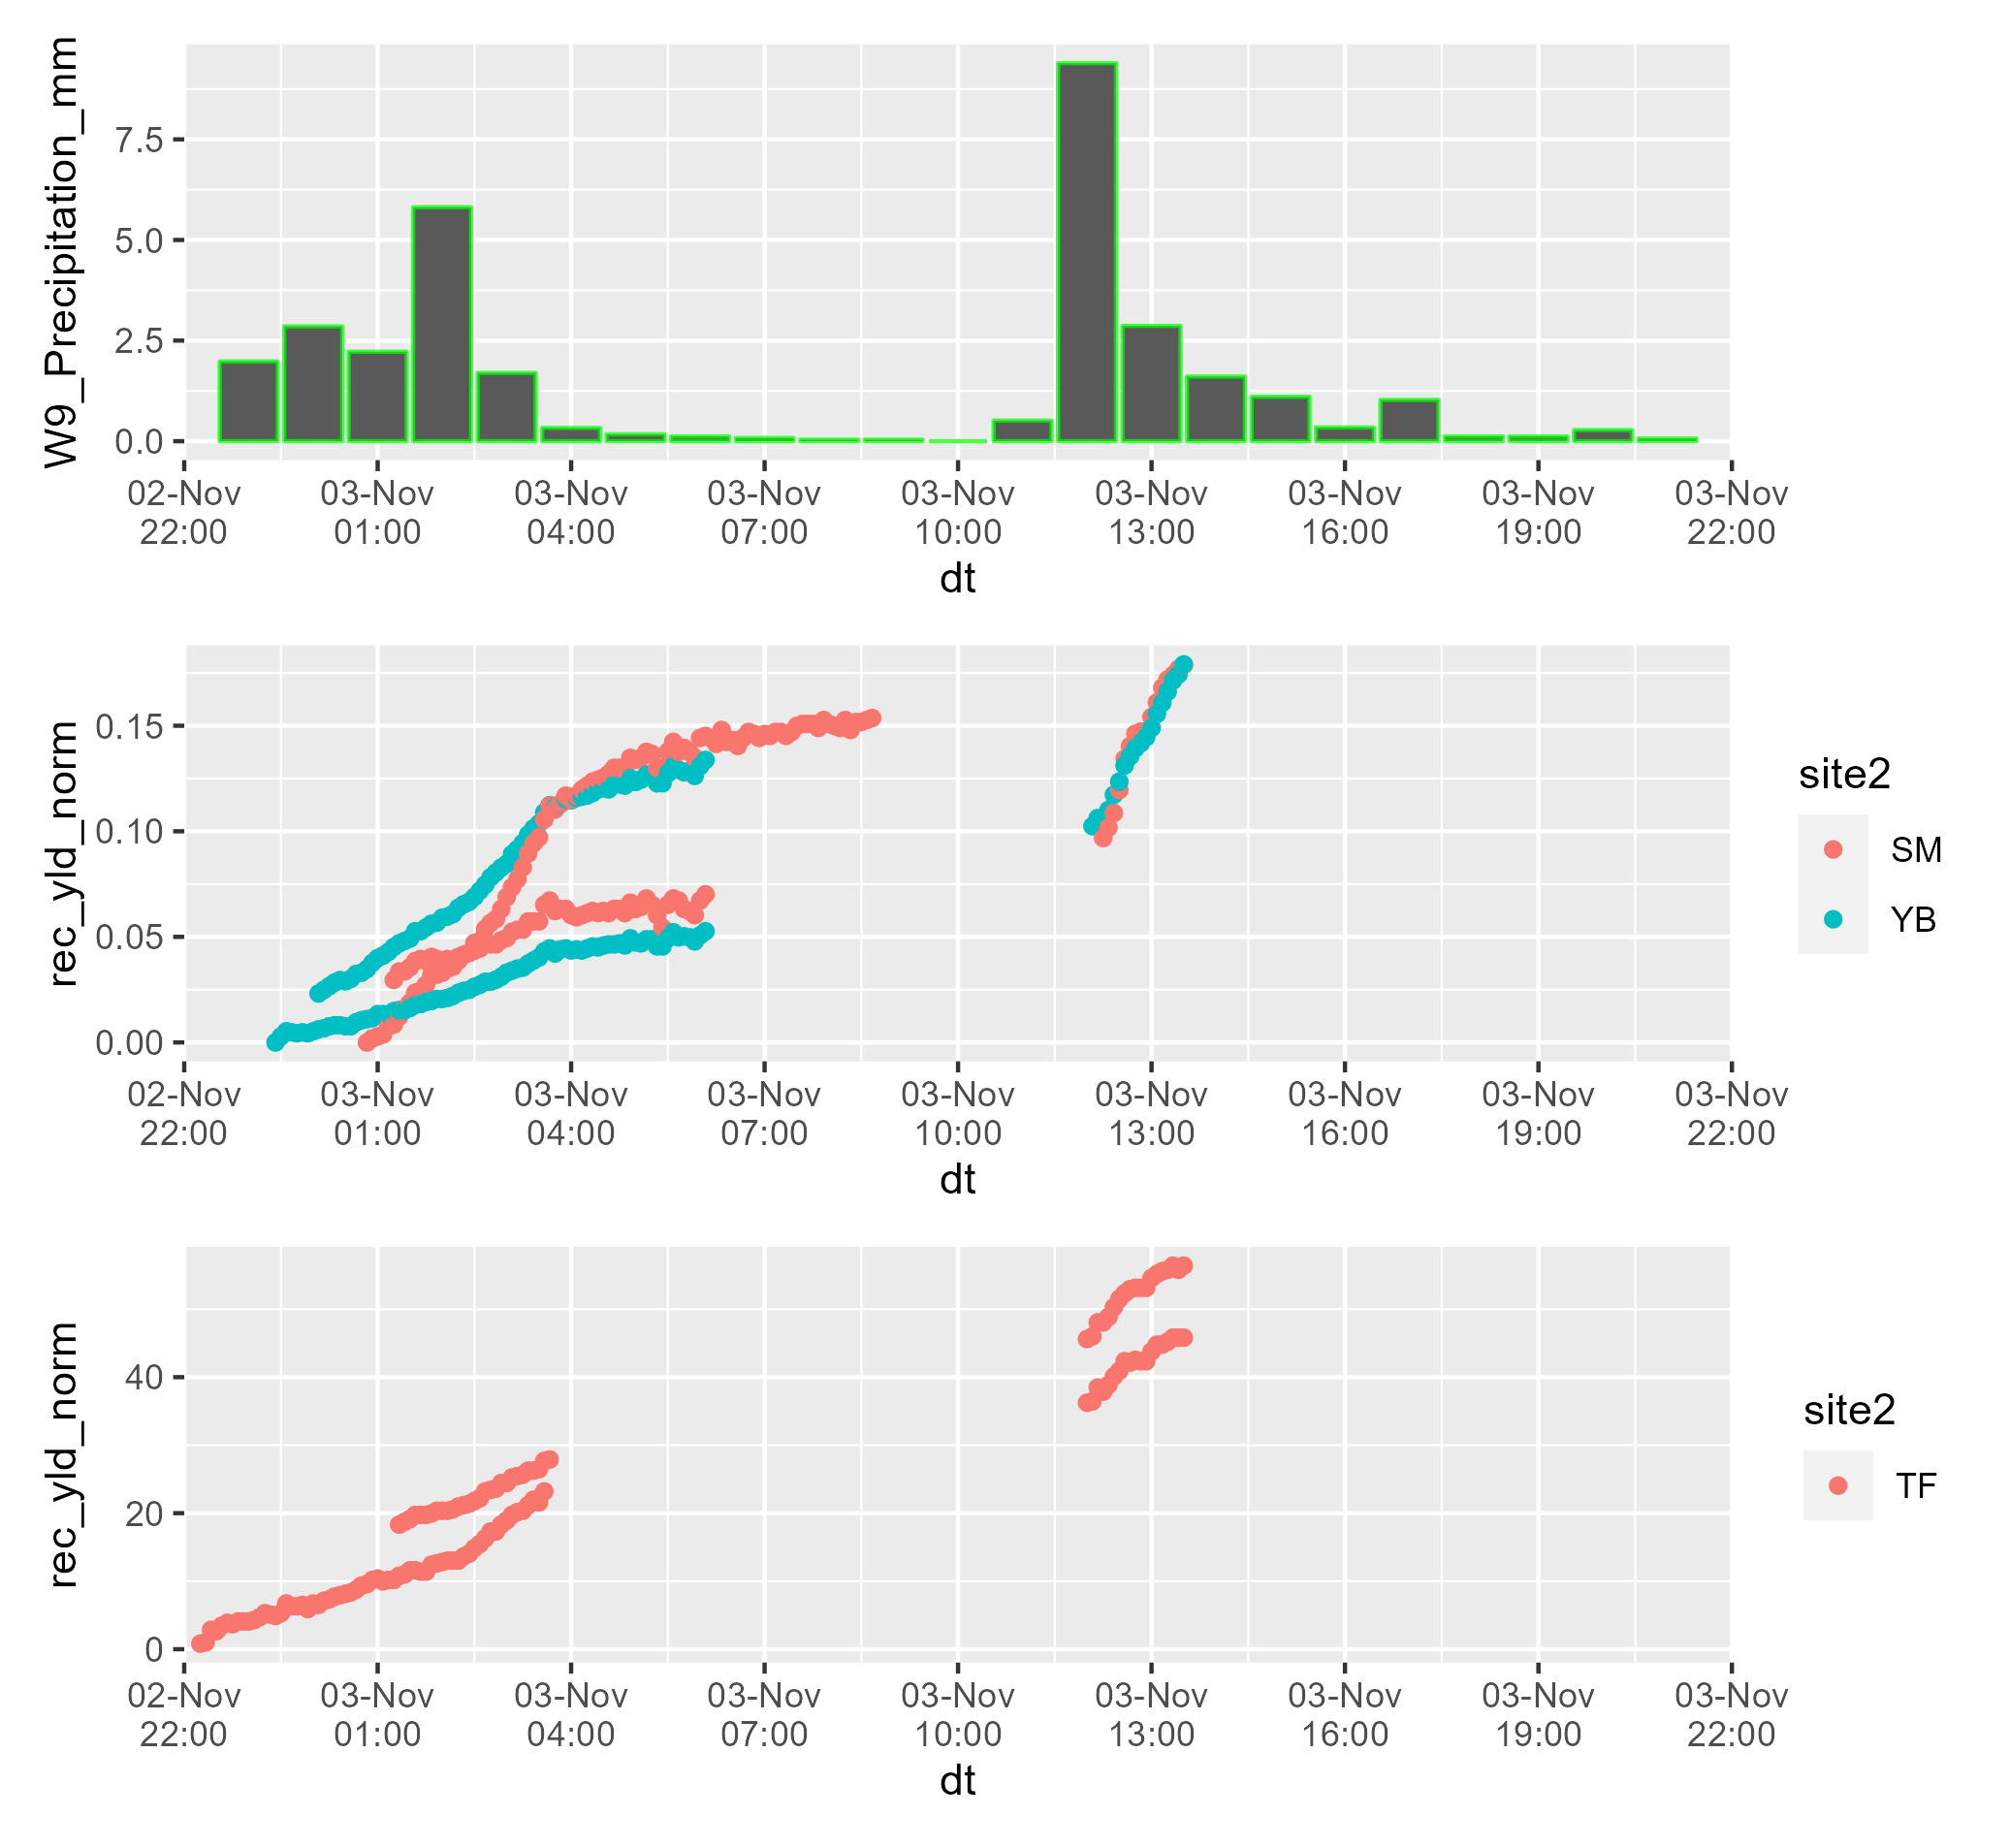 W9_Precipitation_mm
7.5
5.0
2.5
0.0
02-Nov 03-Nov 03-Nov 03-Nov 03-Nov 03-Nov 03-Nov 03-Nov 03-Nov
22:00 01:00 04:00 07:00 10:00 13:00 16:00 19:00 22:00
dt
rec_yld_norm
0.15
0.10
0.05
0.00
02-Nov 03-Nov 03-Nov 03-Nov 03-Nov 03-Nov 03-Nov 03-Nov 03-Nov
22:00 01:00 04:00 07:00 10:00 13:00 16:00 19:00 22:00
dt
site2
SM
YB
rec_yld_norm
40
20
0
02-Nov 03-Nov 03-Nov 03-Nov 03-Nov 03-Nov 03-Nov 03-Nov 03-Nov
22:00 01:00 04:00 07:00 10:00 13:00 16:00 19:00 22:00
dt
site2
TF